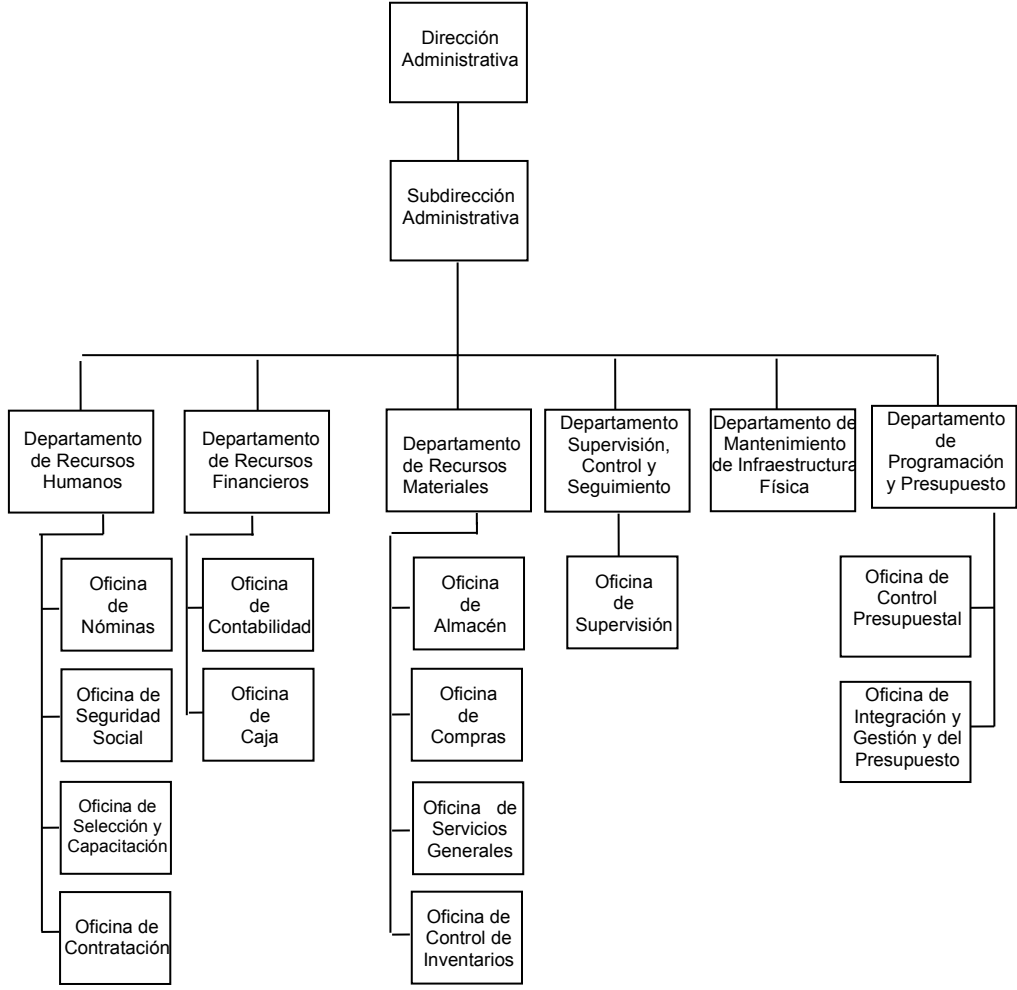 Dirección
Administrativa
Subdirección
Administrativa
Departamento
de Recursos
Humanos
Departamento
de Recursos
Financieros
Departamento
de Recursos
Materiales
Departamento
Supervisión,
Control y
Seguimiento
Departamento de
Mantenimiento
de Infraestructura
Física
Departamento
de
Programación
y Presupuesto
Oficina
de
Nóminas
Oficina de
Seguridad
Social
Oficina de
Selección y
Capacitación
Oficina de
Contratación
Oficina
de
Contabilidad
Oficina
de
Caja
Oficina
de
Almacén
Oficina
de
Compras
Oficina de
Servicios
Generales
Oficina de
Control de
Inventarios
Oficina
de
Supervisión
Oficina de
Control
Presupuestal
Oficina de
Integración y
Gestión y del
Presupuesto